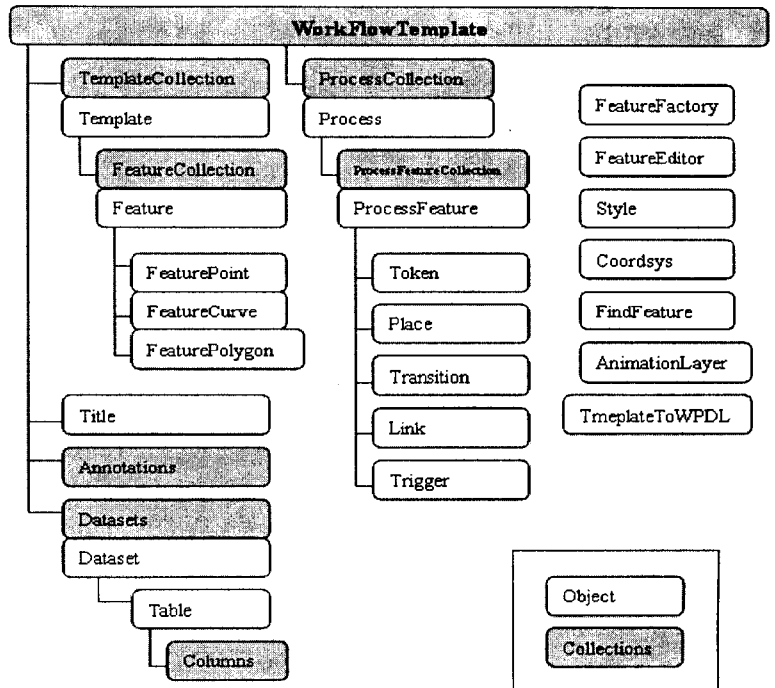 WorkFlowTemplate
TemplateCollection
Template
FeatureCollection
Feature
FeaturePoint
FeatureCurve
FeaturePolygon
Title
Annotations
Datasets
Dataset
Table
Columns
ProcessCollection
Process
ProcessFeatureCollection
ProcessFeature
Token
Place
Transition
Link
Trigger
FeatureFactory
FeatureEditor
Style
Coordsys
FindFeature
AnimationLayer
TmeplateToWPDL
Object
Collections